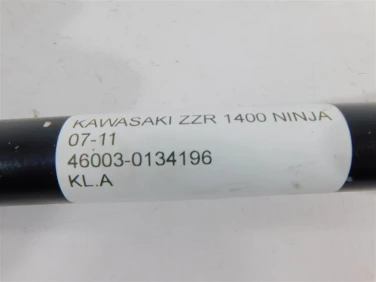 KAWASAKI ZZR 1400 NINJA
07-11
46003-0134196
KL.A